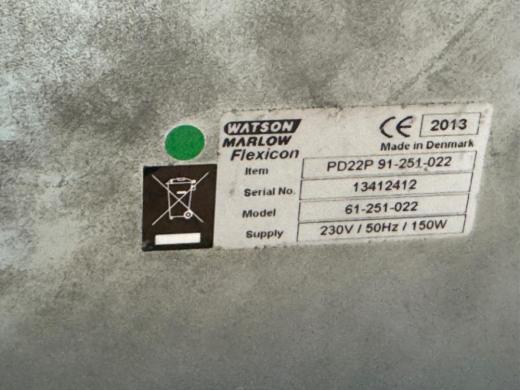 WATSON
MARLOW
Flexicon
CE 2013
Made in Denmark
Item PD22P 91-251-022
Serial No. 13412412
Model 61-251-022
Supply 230V / 50Hz / 150W